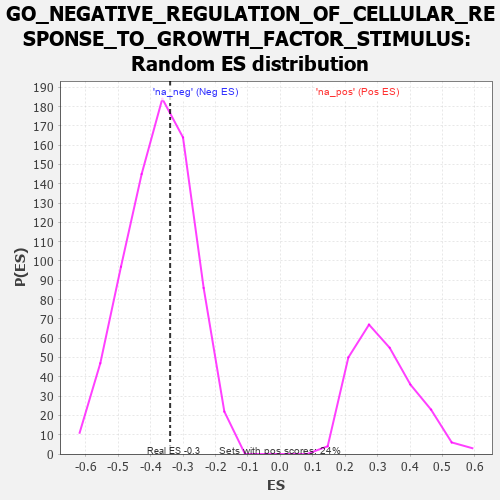 GO_NEGATIVE_REGULATION_OF_CELLULAR_RE
SPONSE_TO_GROWTH_FACTOR_STIMULUS:
Random ES distribution
'na_neg' (Neg ES) 'na_pos' (Pos ES)
190
180
170
160
150
140
130
120
110
100
90
80
70
60
50
40
30
20
10
0
P(ES)
Real ES -0.3 Sets with pos scores: 24%
-0.6 -0.5 -0.4 -0.3 -0.2 -0.1 0.0 0.1 0.2 0.3 0.4 0.5 0.6
ES